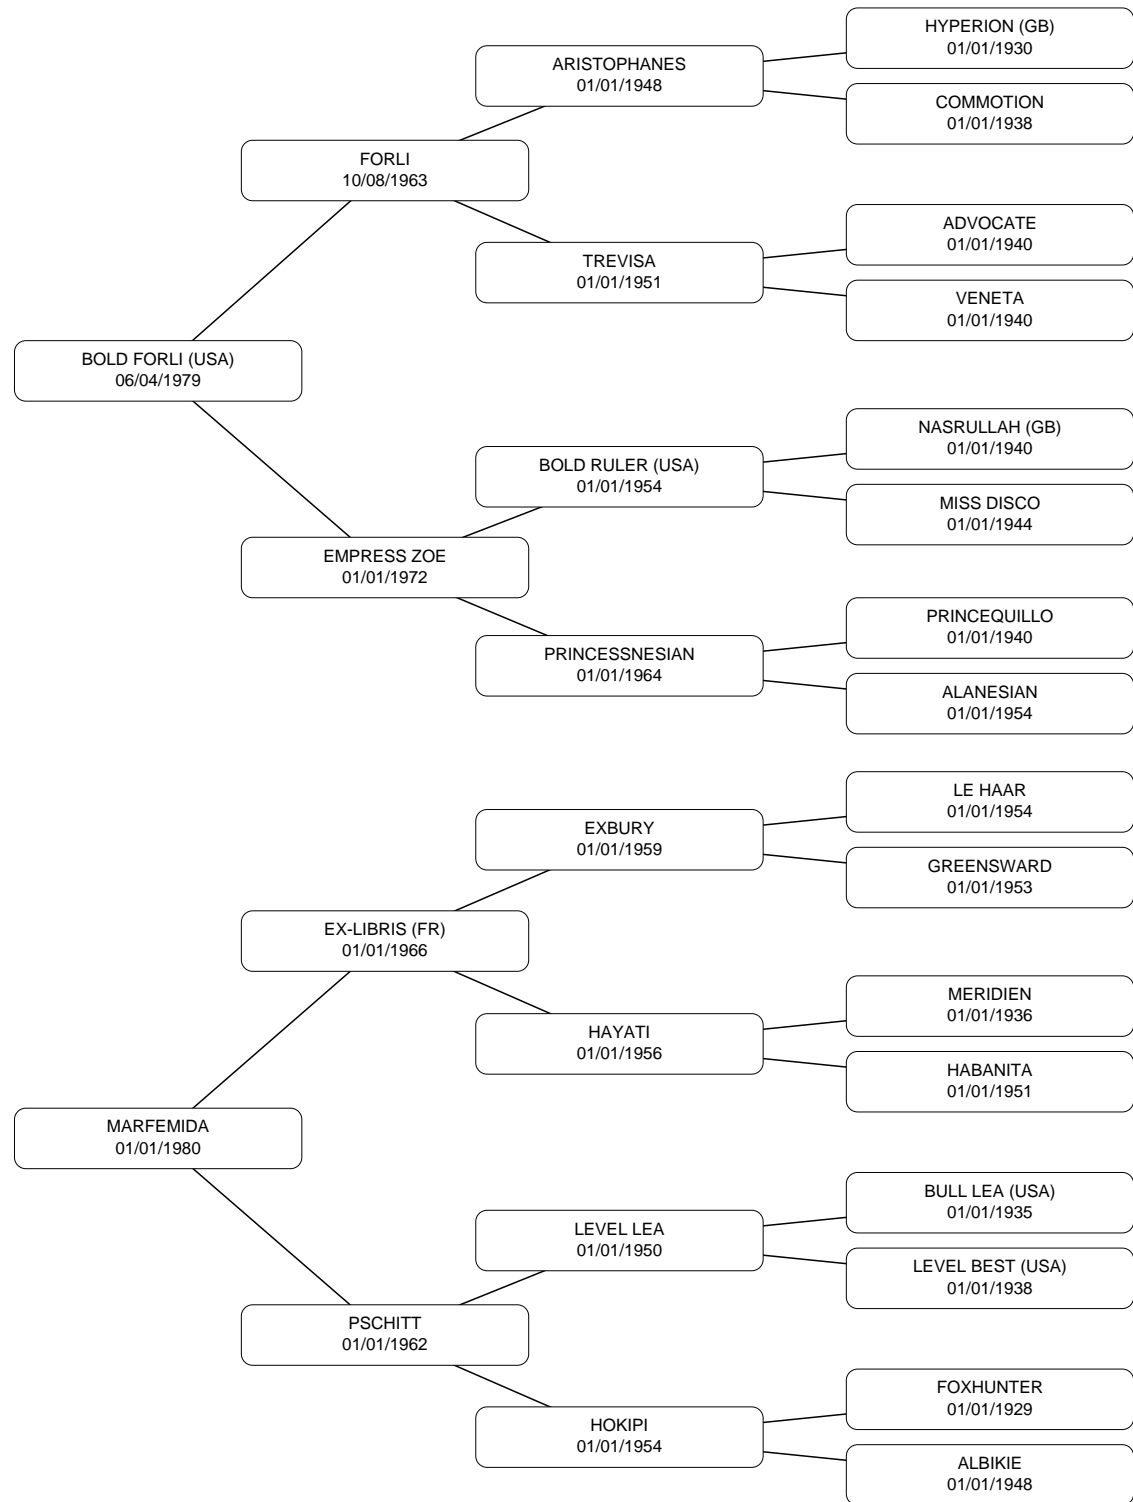 HYPERION (GB)
01/01/1930
ARISTOPHANES
01/01/1948
COMMOTION
01/01/1938
FORLI
10/08/1963
ADVOCATE
01/01/1940
TREVISA
01/01/1951
VENETA
01/01/1940
BOLD FORLI (USA)
06/04/1979
NASRULLAH (GB)
01/01/1940
BOLD RULER (USA)
01/01/1954
MISS DISCO
01/01/1944
EMPRESS ZOE
01/01/1972
PRINCEQUILLO
01/01/1940
PRINCESSNESIAN
01/01/1964
ALANESIAN
01/01/1954
LE HAAR
01/01/1954
EXBURY
01/01/1959
GREENSWARD
01/01/1953
EX-LIBRIS (FR)
01/01/1966
MERIDIEN
01/01/1936
HAYATI
01/01/1956
HABANITA
01/01/1951
MARFEMIDA
01/01/1980
BULL LEA (USA)
01/01/1935
LEVEL LEA
01/01/1950
LEVEL BEST (USA)
01/01/1938
PSCHITT
01/01/1962
FOXHUNTER
01/01/1929
HOKIPI
01/01/1954
ALBIKIE
01/01/1948